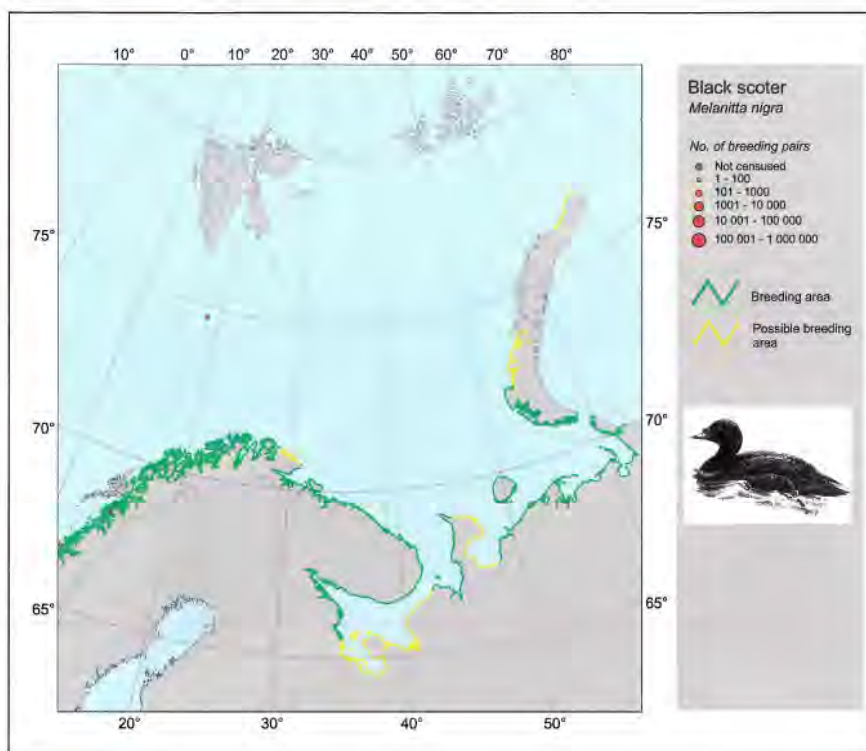 10° 0° 10° 20° 30° 40° 50° 60° 70° 80°
Black scoter
Melanitta nigra
No. of breeding pairs
Not censused
1 - 100
101 - 1000
1001 - 10 000
10 001 - 100 000
100 001 - 1 000 000
Breeding area
Possible breeding
area
75°
70°
65°
75°
70°
65°
20° 30° 40° 50°